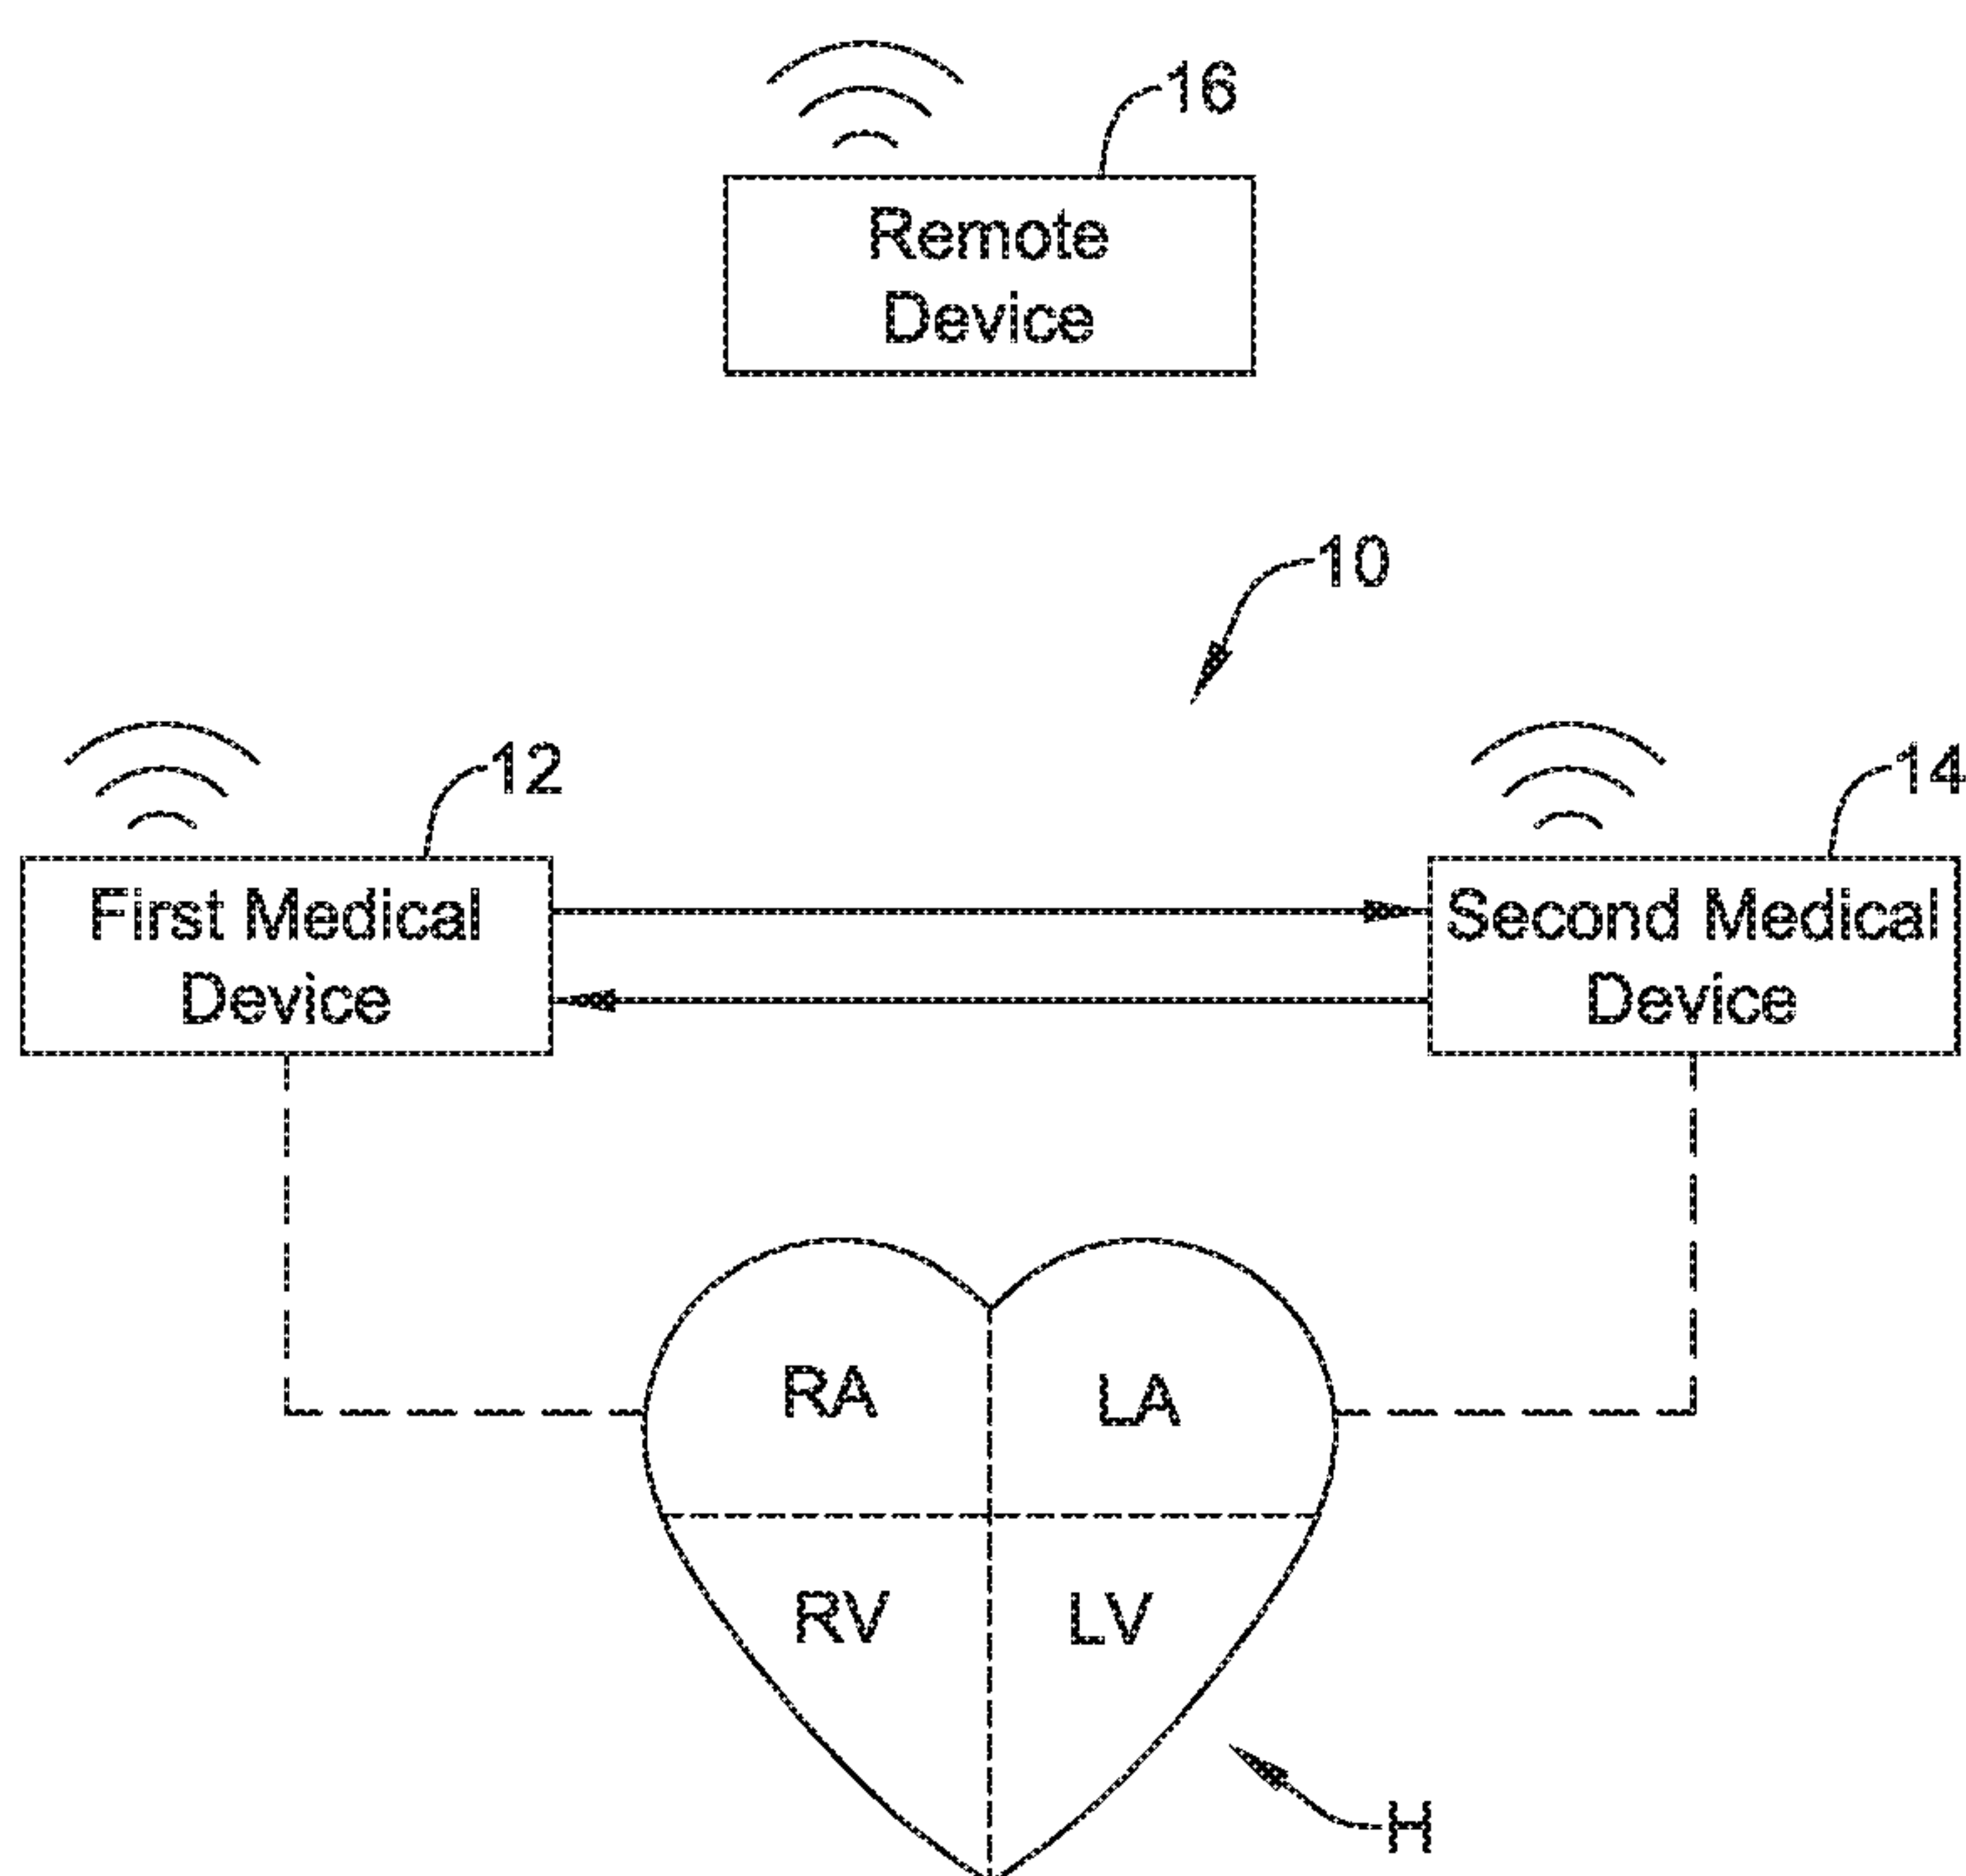 16
Remote
Device
10
12
14
First Medical
Device
Second Medical
Device
RA
LA
RV
LV
H